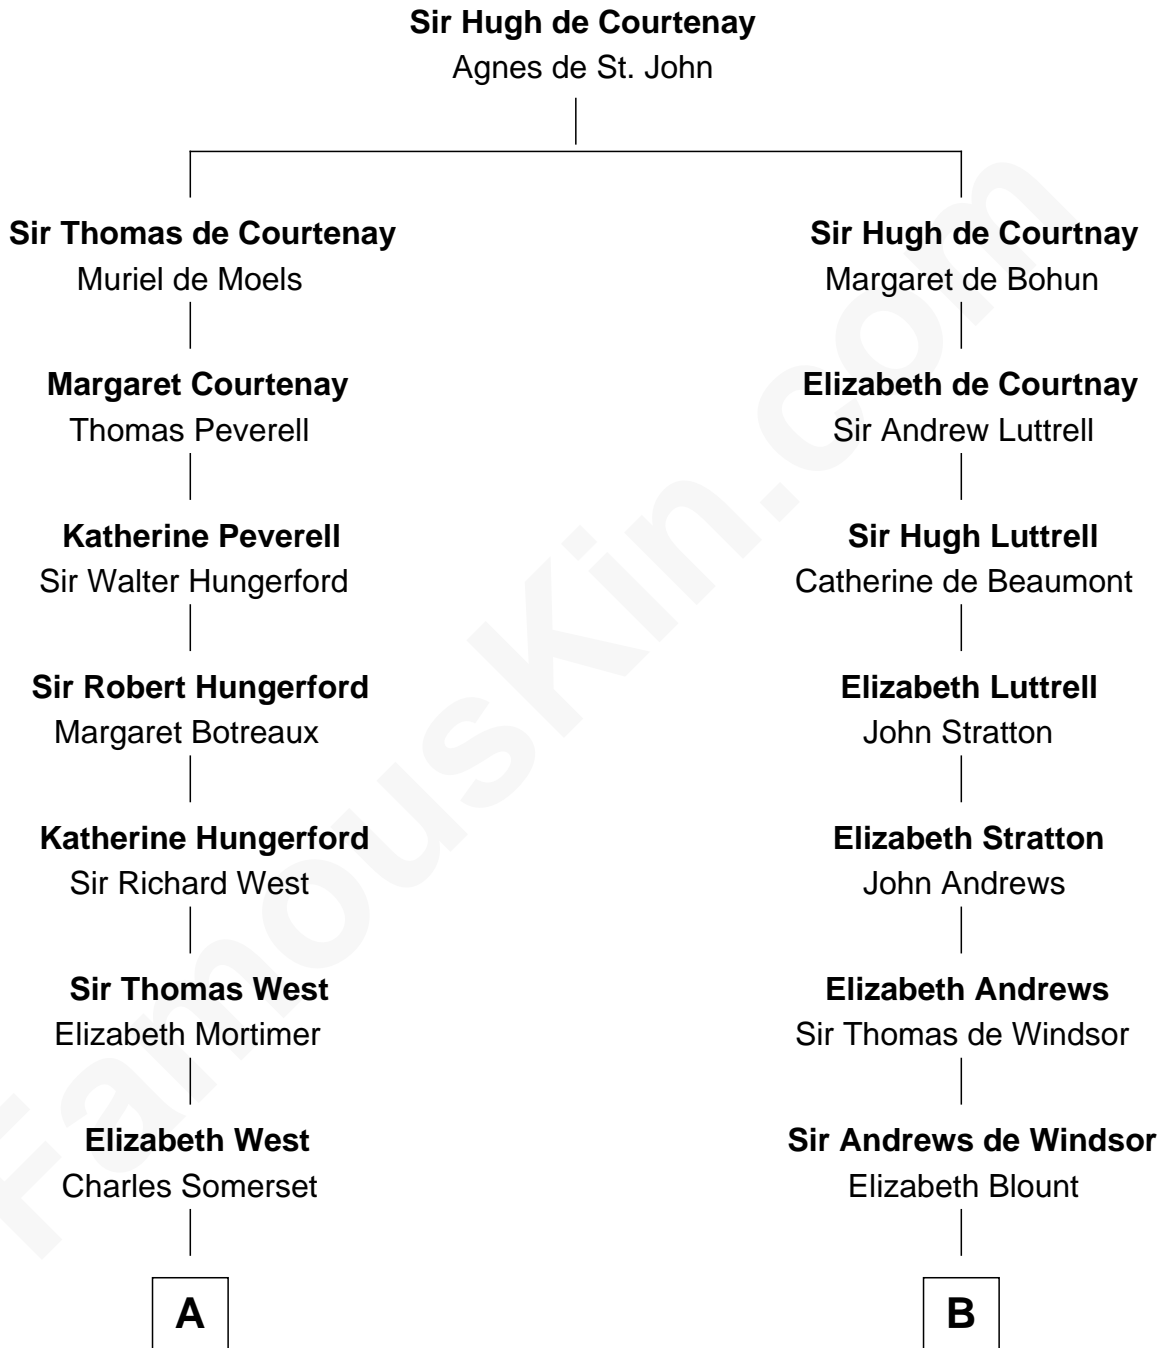 Sir Hugh de Courtenay
Agnes de St. John
Sir Thomas de Courtenay
Muriel de Moels
Sir Hugh de Courtnay
Margaret de Bohun
Margaret Courtenay
Thomas Peverell
Elizabeth de Courtnay
Sir Andrew Luttrell
Katherine Peverell
Sir Walter Hungerford
Sir Hugh Luttrell
Catherine de Beaumont
Sir Robert Hungerford
Margaret Botreaux
Elizabeth Luttrell
John Stratton
Katherine Hungerford
Sir Richard West
Elizabeth Stratton
John Andrews
Sir Thomas West
Elizabeth Mortimer
Elizabeth Andrews
Sir Thomas de Windsor
Elizabeth West
Charles Somerset
Sir Andrews de Windsor
Elizabeth Blount
A
B
FamousKin.com